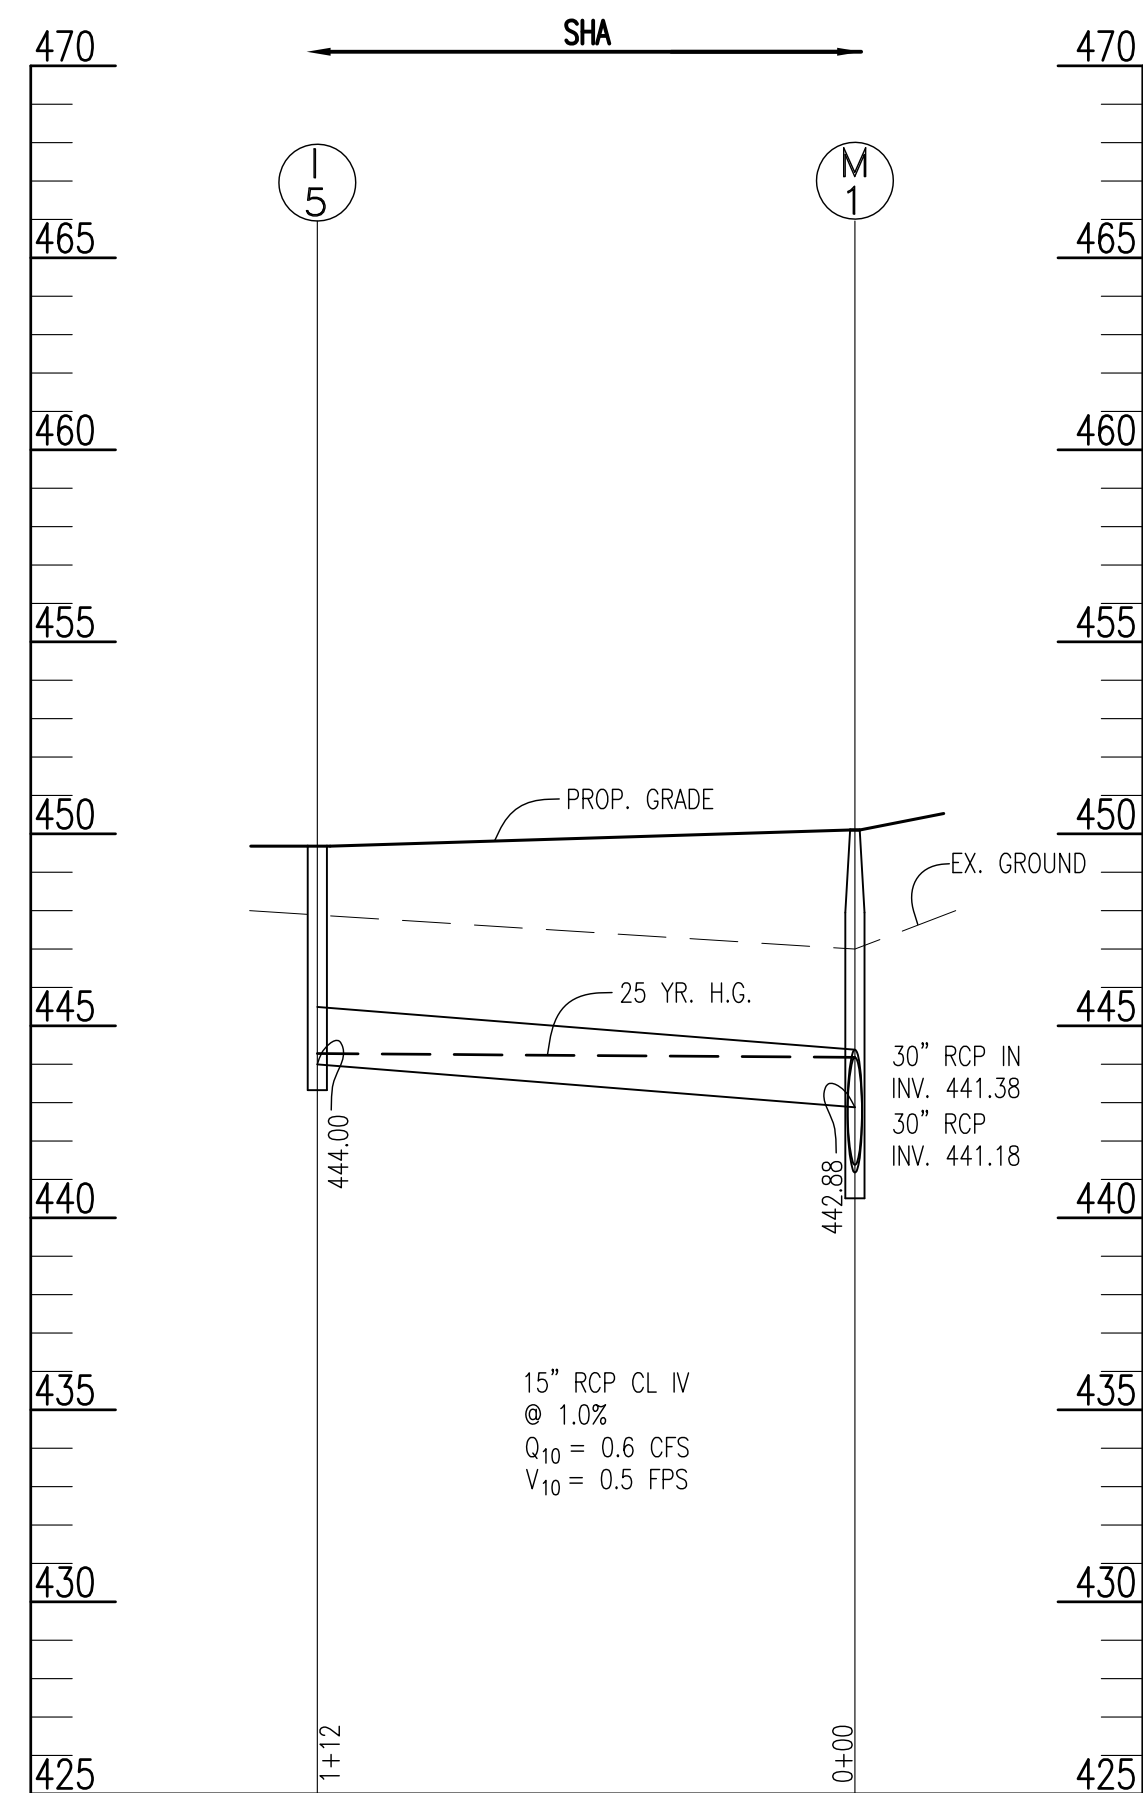 SHA
470
470
I
5
M
1
465
465
460
460
455
455
PROP. GRADE
450
450
EX. GROUND
25 YR. H.G.
445
445
30" RCP IN
INV. 441.38
30" RCP
INV. 441.18
444.00
442.88
440
440
15" RCP CL IV
@ 1.0%
Q10 = 0.6 CFS
V10 = 0.5 FPS
435
435
430
430
1+12
0+00
425
425